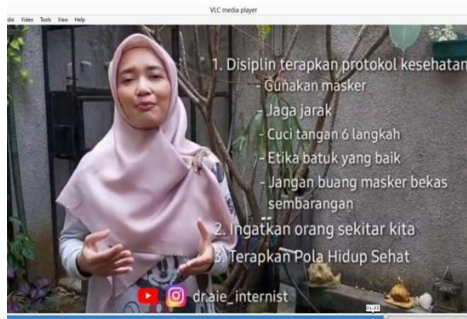 VLC media player
dio Video Tools View Help
1. Disiplin terapkan protokol kesehatan
- Gunakan masker
- Jaga jarak
- Cuci tangan 6 langkah
- Etika batuk yang baik
- Jangan buang masker bekas
sembarangan
2. Ingatkan orang sekitar kita
3. Terapkan Pola Hidup Sehat
dr.aie_internist